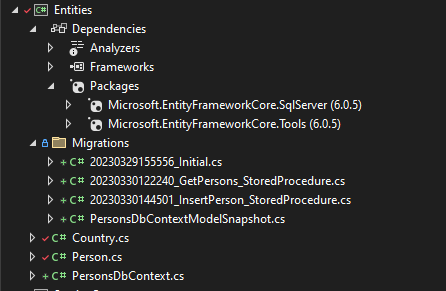 Entities
Dependencies
Analyzers
Frameworks
Packages
Microsoft.EntityFrameworkCore.SqlServer (6.0.5)
Microsoft.EntityFrameworkCore.Tools (6.0.5)
Migrations
C# 20230329155556_Initial.cs
C# 20230330122240_GetPersons_StoredProcedure.cs
C# 20230330144501_InsertPerson_StoredProcedure.cs
C# PersonsDbContextModelSnapshot.cs
C# Country.cs
C# Person.cs
C# PersonsDbContext.cs